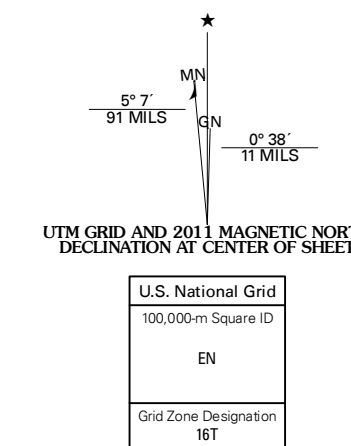 MN
GN
5° 7´
91 MILS
0° 38´
11 MILS
UTM GRID AND 2011 MAGNETIC NORT
DECLINATION AT CENTER OF SHEET
U.S. National Grid
100,000-m Square ID
EN
Grid Zone Designation
16T